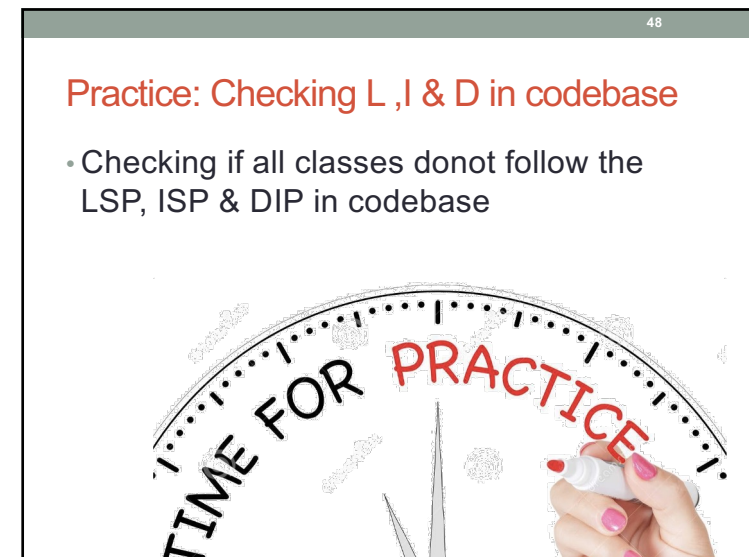 48
Practice: Checking L ,I & D in codebase
• Checking if all classes donot follow the
LSP, ISP & DIP in codebase
TIME FOR PRACTICE